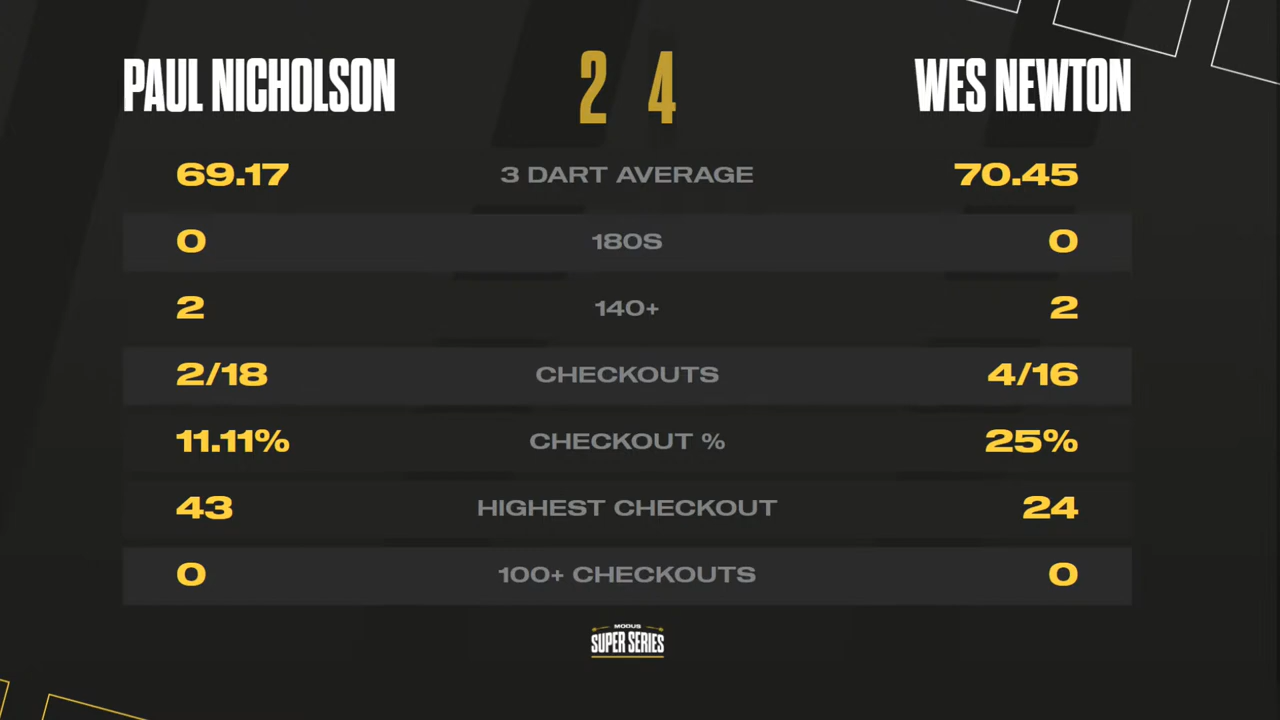 PAUL NICHOLSON 2 4 WES NEWTON
69.17 3 DART AVERAGE 70.45
0 180S 0
2 140+ 2
2/18 CHECKOUTS 4/16
11.11% CHECKOUT % 25%
43 HIGHEST CHECKOUT 24
0 100+ CHECKOUTS 0
MODUS
SUPER SERIES